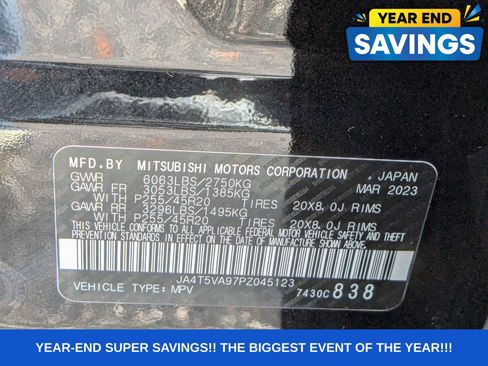 YEAR END
SAVINGS
MFD.BY MITSUBISHI MOTORS CORPORATION , JAPAN
GVWR 6063LBS/2750KG MAR 2023
GAWR FR 3053LBS/1385KG
WITH P255/45R20 TIRES 20X8.0J RIMS
GAWR RR 3296LBS/1495KG
WITH P255/45R20 TIRES 20X8.0J RIMS
THIS VEHICLE CONFORMS TO ALL APPLICABLE FEDERAL MOTOR VEHICLE SAFETY, BUMPER AND THEFT
PREVENTION STANDARDS IN EFFECT ON THE DATE OF MANUFACTURE SHOWN ABOVE.
JA4T5VA97PZ045123
VEHICLE TYPE: MPV 7430C 838
YEAR-END SUPER SAVINGS!! THE BIGGEST EVENT OF THE YEAR!!!